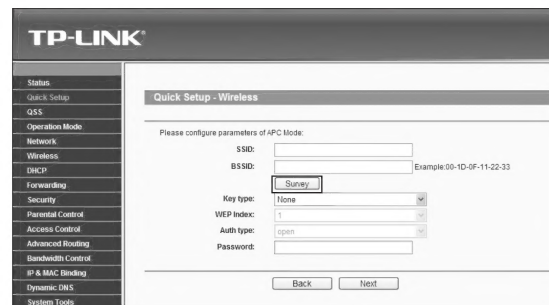 TP-LINK®
Status
Quick Setup
QSS
Operation Mode
Network
Wireless
DHCP
Forwarding
Security
Parental Control
Access Control
Advanced Routing
Bandwidth Control
IP & MAC Binding
Dynamic DNS
System Tools
Quick Setup - Wireless
Please configure parameters of APC Mode:
SSID:
BSSID: Example:00-1D-0F-11-22-33
Survey
Key type: None
WEP Index: 1
Auth type: open
Password:
Back Next